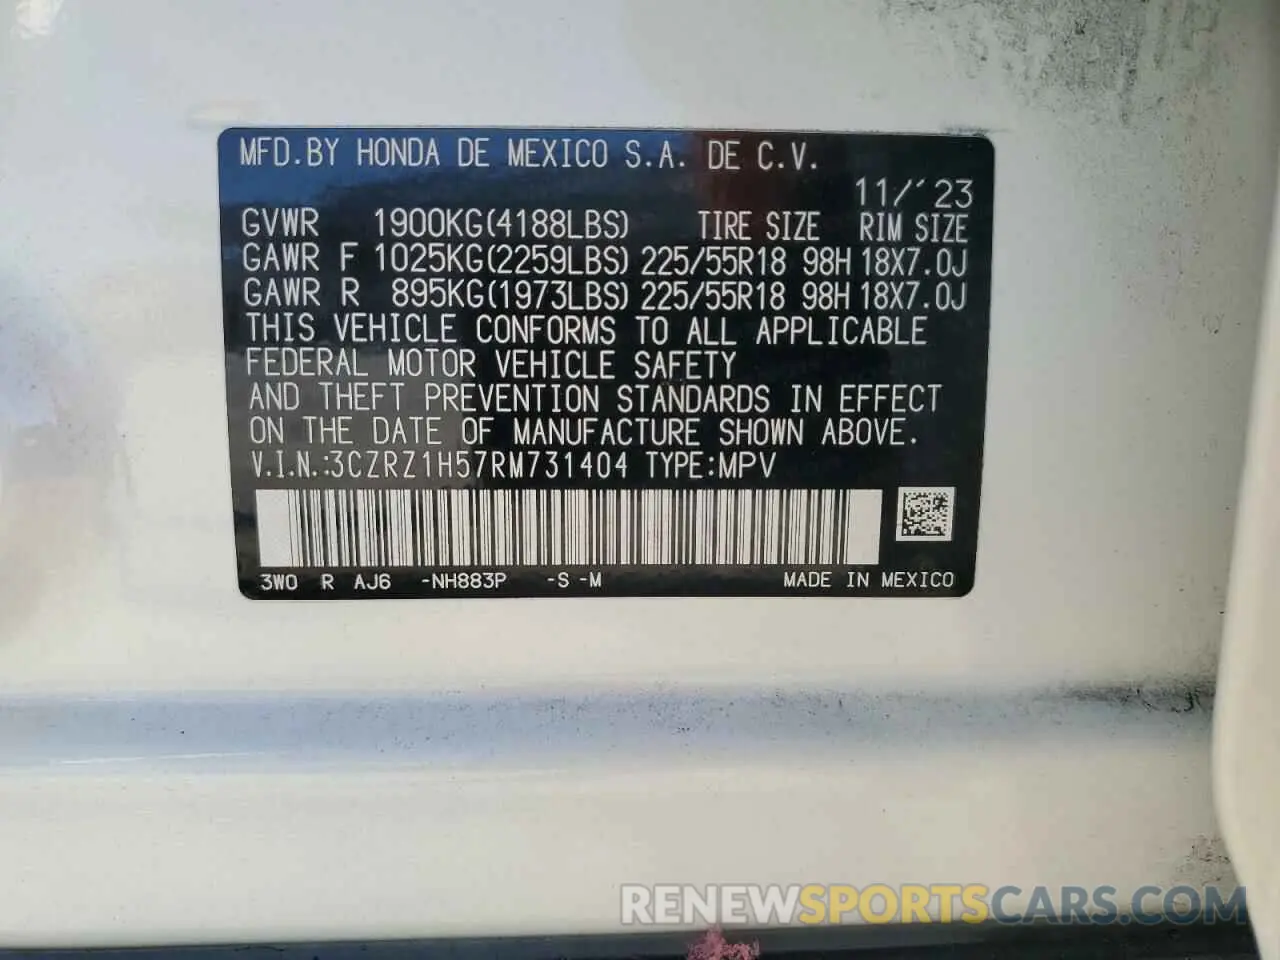 MFD.BY HONDA DE MEXICO S.A. DE C.V.
11/´23
GVWR 1900KG(4188LBS) TIRE SIZE RIM SIZE
GAWR F 1025KG(2259LBS) 225/55R18 98H 18X7.0J
GAWR R 895KG(1973LBS) 225/55R18 98H 18X7.0J
THIS VEHICLE CONFORMS TO ALL APPLICABLE
FEDERAL MOTOR VEHICLE SAFETY
AND THEFT PREVENTION STANDARDS IN EFFECT
ON THE DATE OF MANUFACTURE SHOWN ABOVE.
V.I.N.:3CZRZ1H57RM731404 TYPE:MPV
3W0 R AJ6 -NH883P -S -M MADE IN MEXICO
RENEWSPORTSCARS.COM